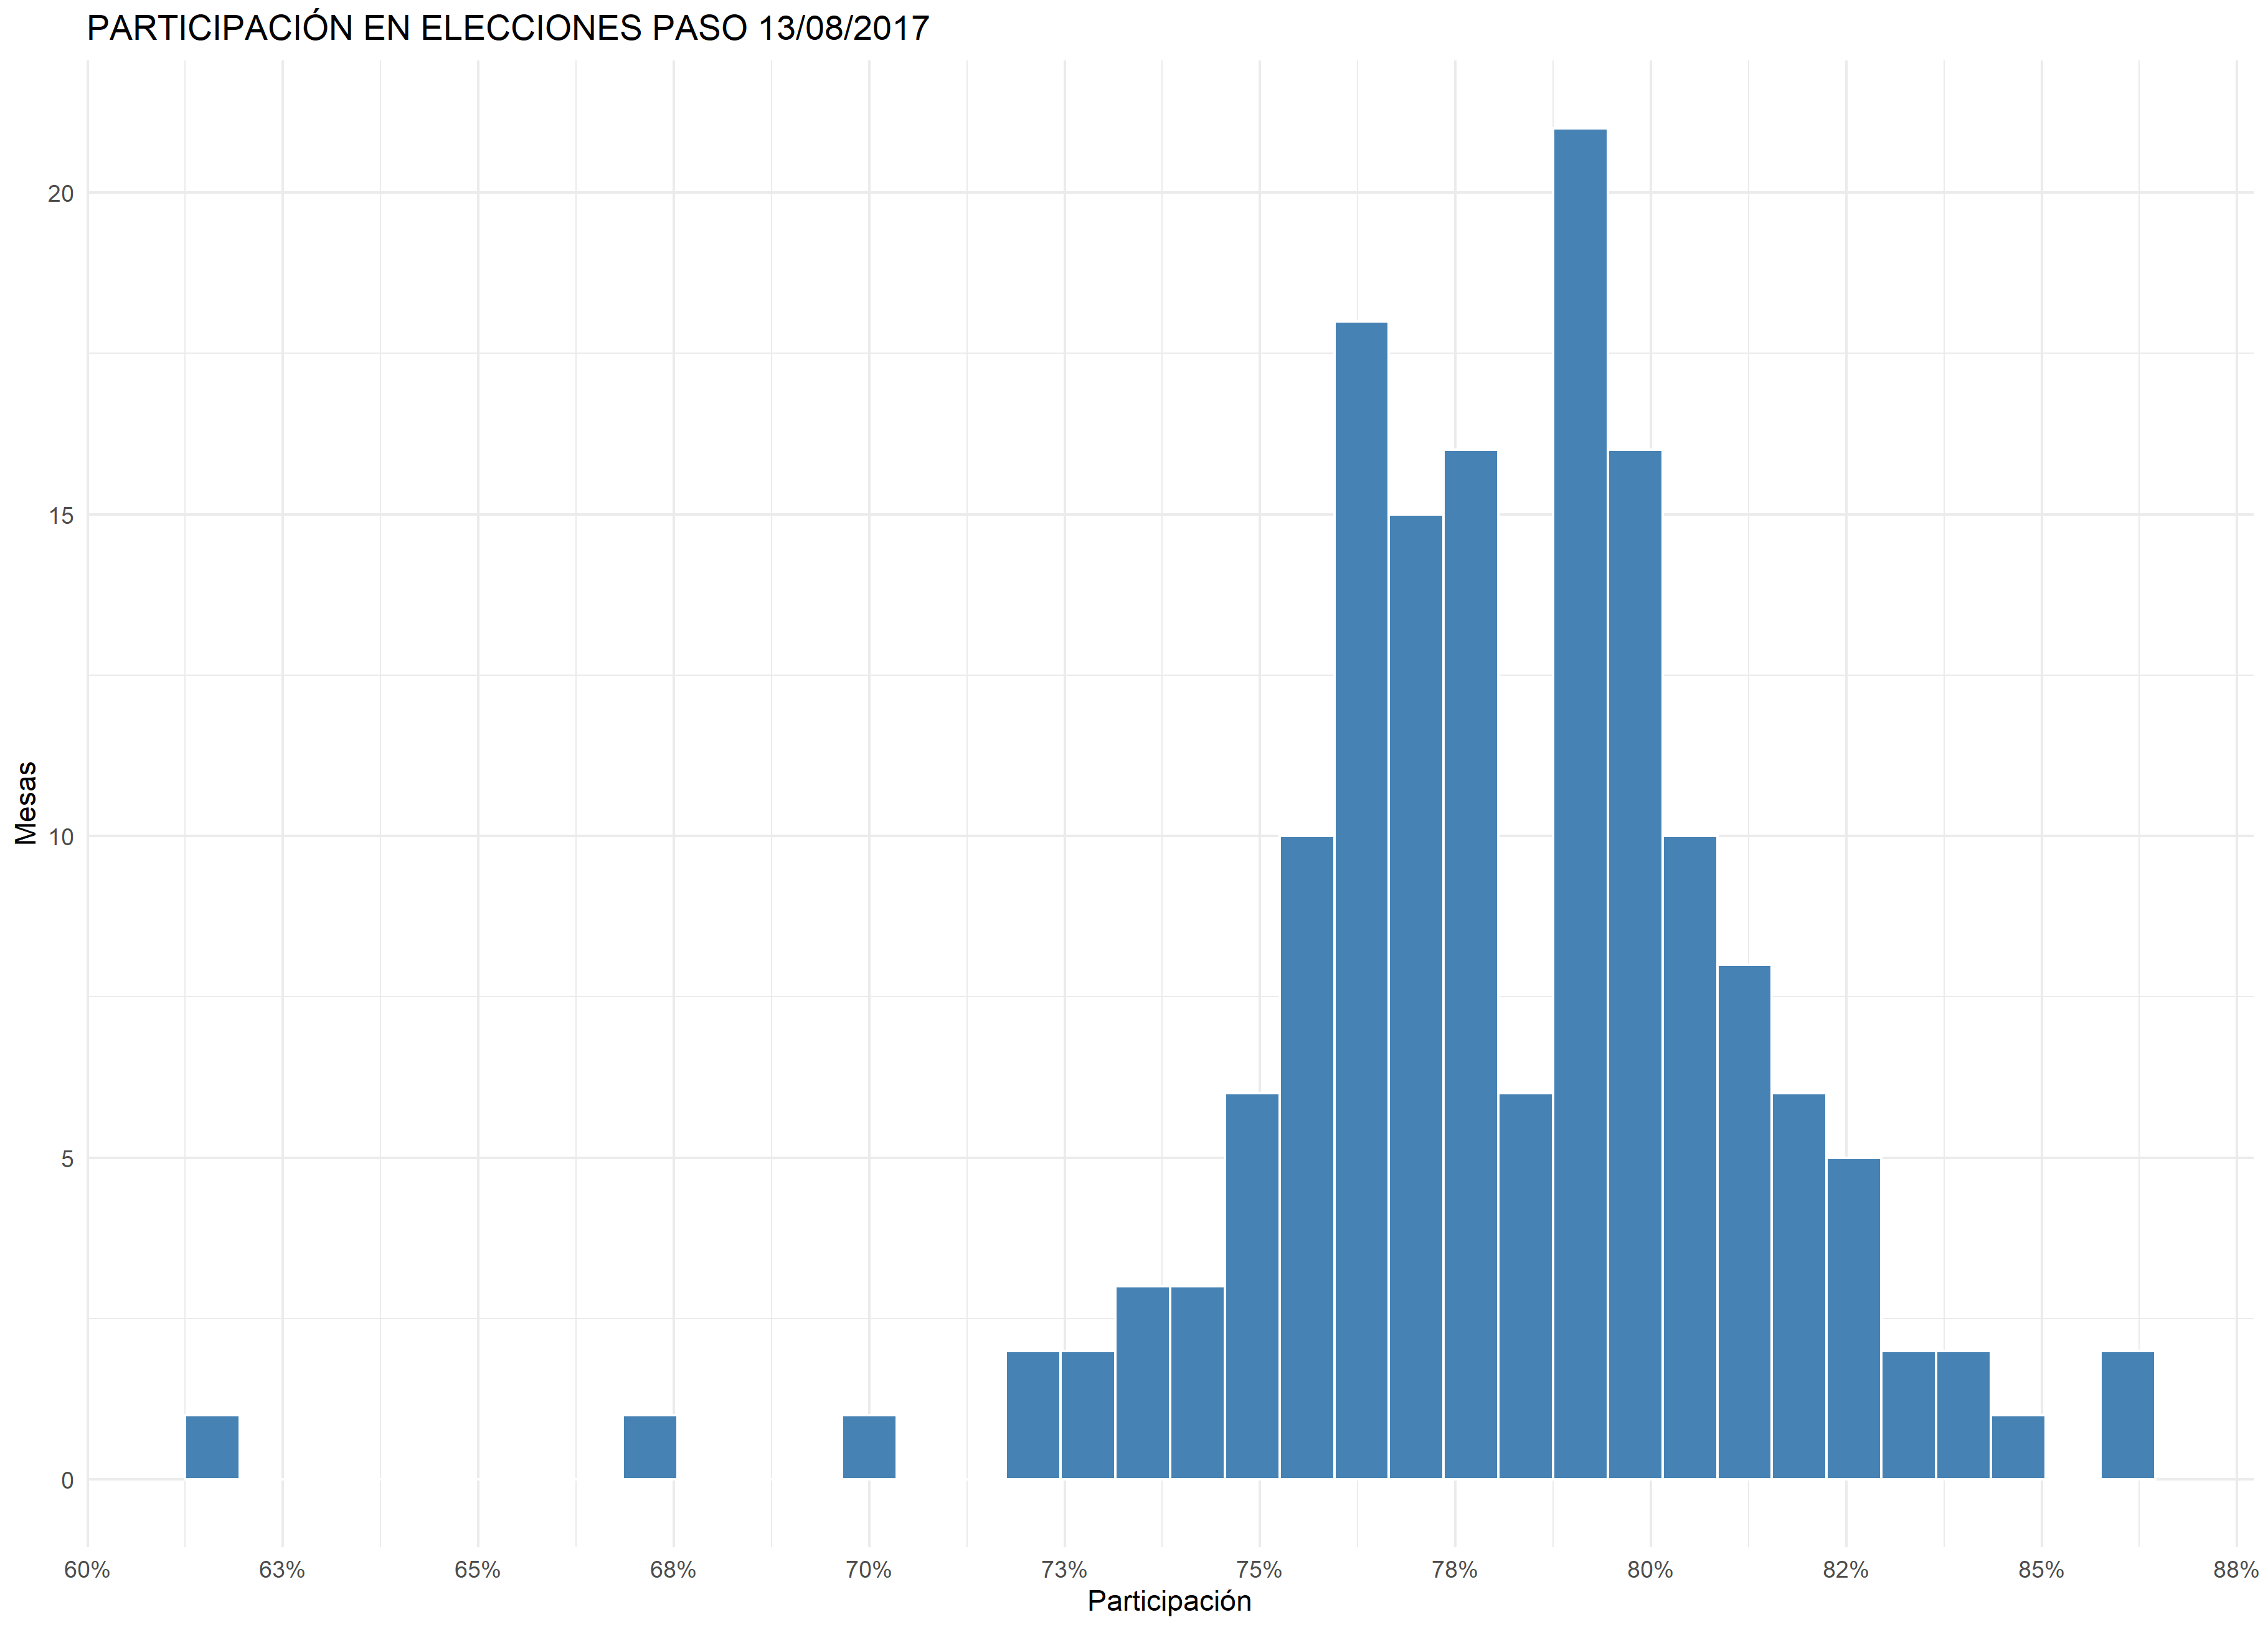 PARTICIPACIÓN EN ELECCIONES PASO 13/08/2017
20
15
10
5
0
Mesas
60% 63% 65% 68% 70% 73% 75% 78% 80% 82% 85% 88%
Participación